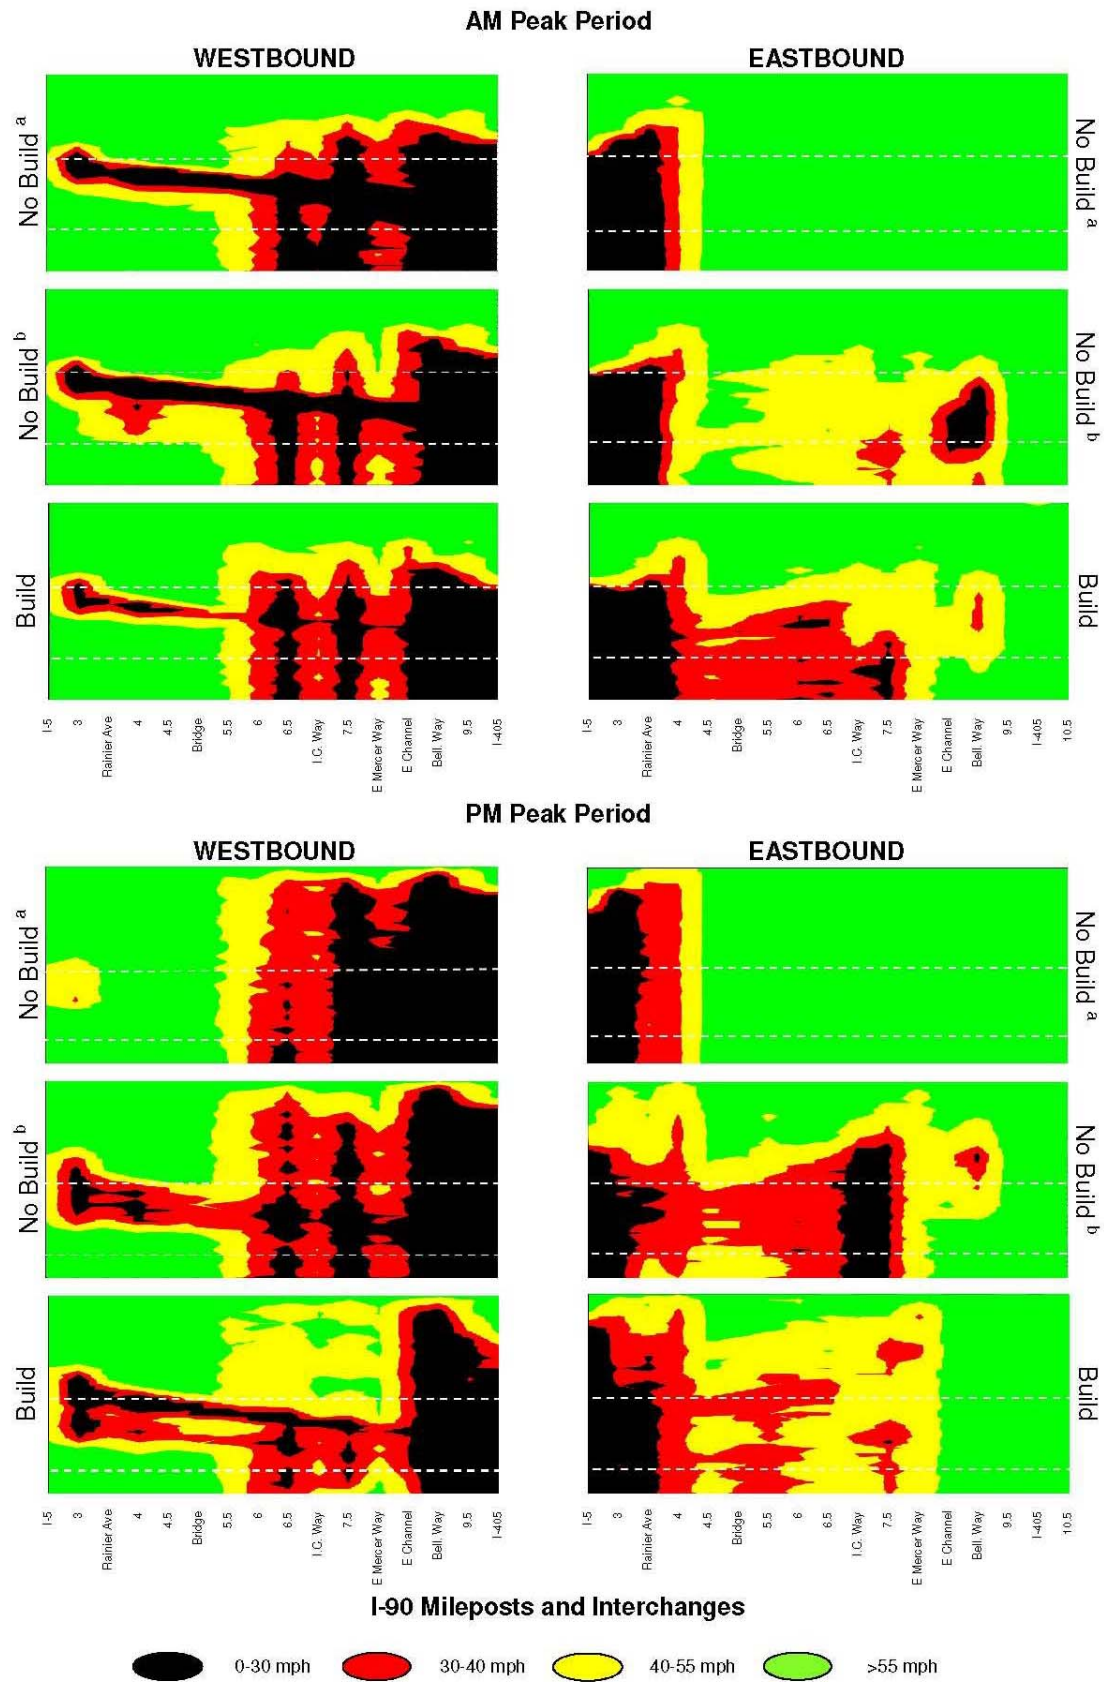 AM Peak Period
WESTBOUND
EASTBOUND
No Build a
No Build a
No Build b
No Build b
Build
Build
I-5 3 Rainier Ave 4 4.5 Bridge 5.5 6 6.5 I.C. Way 7.5 E Mercer Way E Channel Bell. Way 9.5 I-405
I-5 3 Rainier Ave 4 4.5 Bridge 5.5 6 6.5 I.C. Way 7.5 E Mercer Way E Channel Bell. Way 9.5 I-405 10.5
PM Peak Period
WESTBOUND
EASTBOUND
No Build a
No Build a
No Build b
No Build b
Build
Build
I-5 3 Rainier Ave 4 4.5 Bridge 5.5 6 6.5 I.C. Way 7.5 E Mercer Way E Channel Bell. Way 9.5 I-405
I-5 3 Rainier Ave 4 4.5 Bridge 5.5 6 6.5 I.C. Way 7.5 E Mercer Way E Channel Bell. Way 9.5 I-405 10.5
I-90 Mileposts and Interchanges
0-30 mph 30-40 mph 40-55 mph >55 mph